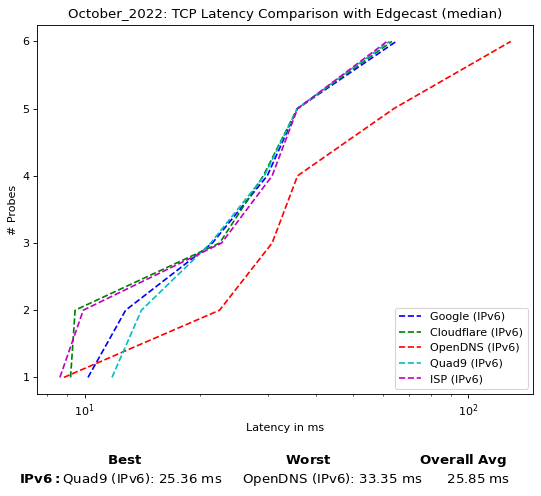 October_2022: TCP Latency Comparison with Edgecast (median)
6
5
4
3
2
1
# Probes
10¹
10²
Latency in ms
Google (IPv6)
Cloudflare (IPv6)
OpenDNS (IPv6)
Quad9 (IPv6)
ISP (IPv6)
Best Worst Overall Avg
IPv6: Quad9 (IPv6): 25.36 ms OpenDNS (IPv6): 33.35 ms 25.85 ms